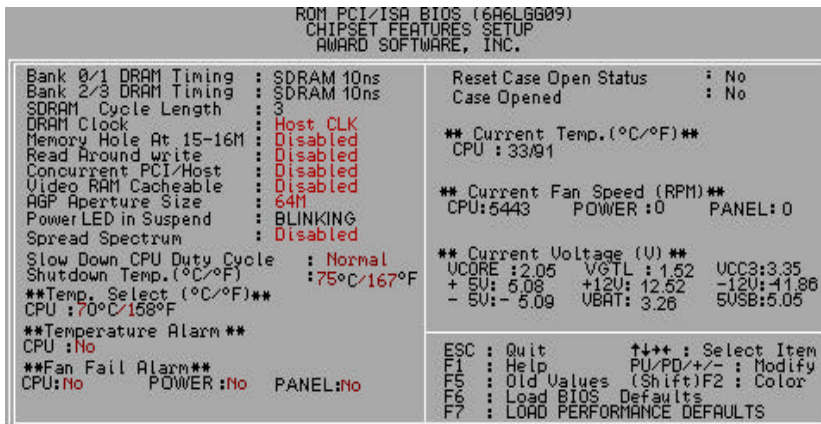 ROM PCI/ISA BIOS (6A6LGG09)
CHIPSET FEATURES SETUP
AWARD SOFTWARE, INC.
Bank 0/1 DRAM Timing : SDRAM 10ns
Bank 2/3 DRAM Timing : SDRAM 10ns
SDRAM Cycle Length : 3
DRAM Clock : Host CLK
Memory Hole At 15-16M : Disabled
Read Around write : Disabled
Concurrent PCI/Host : Disabled
Video RAM Cacheable : Disabled
AGP Aperture Size : 64M
Power LED in Suspend : BLINKING
Spread Spectrum : Disabled
Slow Down CPU Duty Cycle : Normal
Shutdown Temp.(°C/°F) :75°C/167°F
**Temp. Select (°C/°F)**
CPU :70°C/158°F
**Temperature Alarm **
CPU :No
**Fan Fail Alarm**
CPU:No POWER :No PANEL:No
Reset Case Open Status : No
Case Opened : No
** Current Temp.(°C/°F)**
CPU : 33/91
** Current Fan Speed (RPM)**
CPU:5443 POWER :0 PANEL: 0
** Current Voltage (V) **
VCORE :2.05 VGTL : 1.52 VCC3:3.35
+ 5V: 5.08 +12V: 12.52 -12V:-11.86
- 5V:- 5.09 VBAT: 3.26 5VSB:5.05
ESC : Quit ↑↓→← : Select Item
F1 : Help PU/PD/+/- : Modify
F5 : Old Values (Shift)F2 : Color
F6 : Load BIOS Defaults
F7 : LOAD PERFORMANCE DEFAULTS